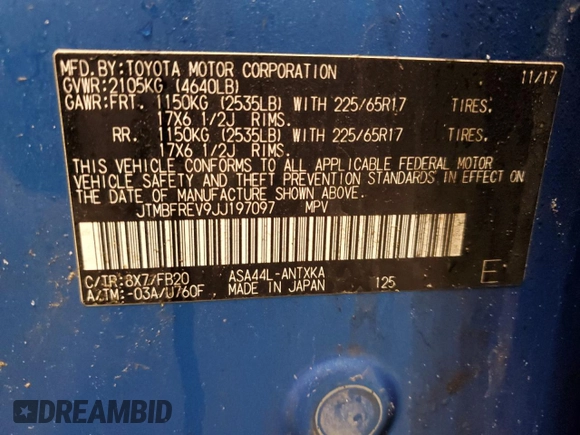 MFD.BY:TOYOTA MOTOR CORPORATION 11/17
GVWR:2105KG (4640LB)
GAWR:FRT. 1150KG (2535LB) WITH 225/65R17 TIRES.
17X6 1/2J RIMS.
RR. 1150KG (2535LB) WITH 225/65R17 TIRES.
17X6 1/2J RIMS.
THIS VEHICLE CONFORMS TO ALL APPLICABLE FEDERAL MOTOR
VEHICLE SAFETY AND THEFT PREVENTION STANDARDS IN EFFECT ON
THE DATE OF MANUFACTURE SHOWN ABOVE.
JTMBFREV9JJ197097 MPV
C/TR:8X7/FB20 ASA44L-ANTXKA
A/TM:-03A/U760F MADE IN JAPAN 125 E
DREAMBID